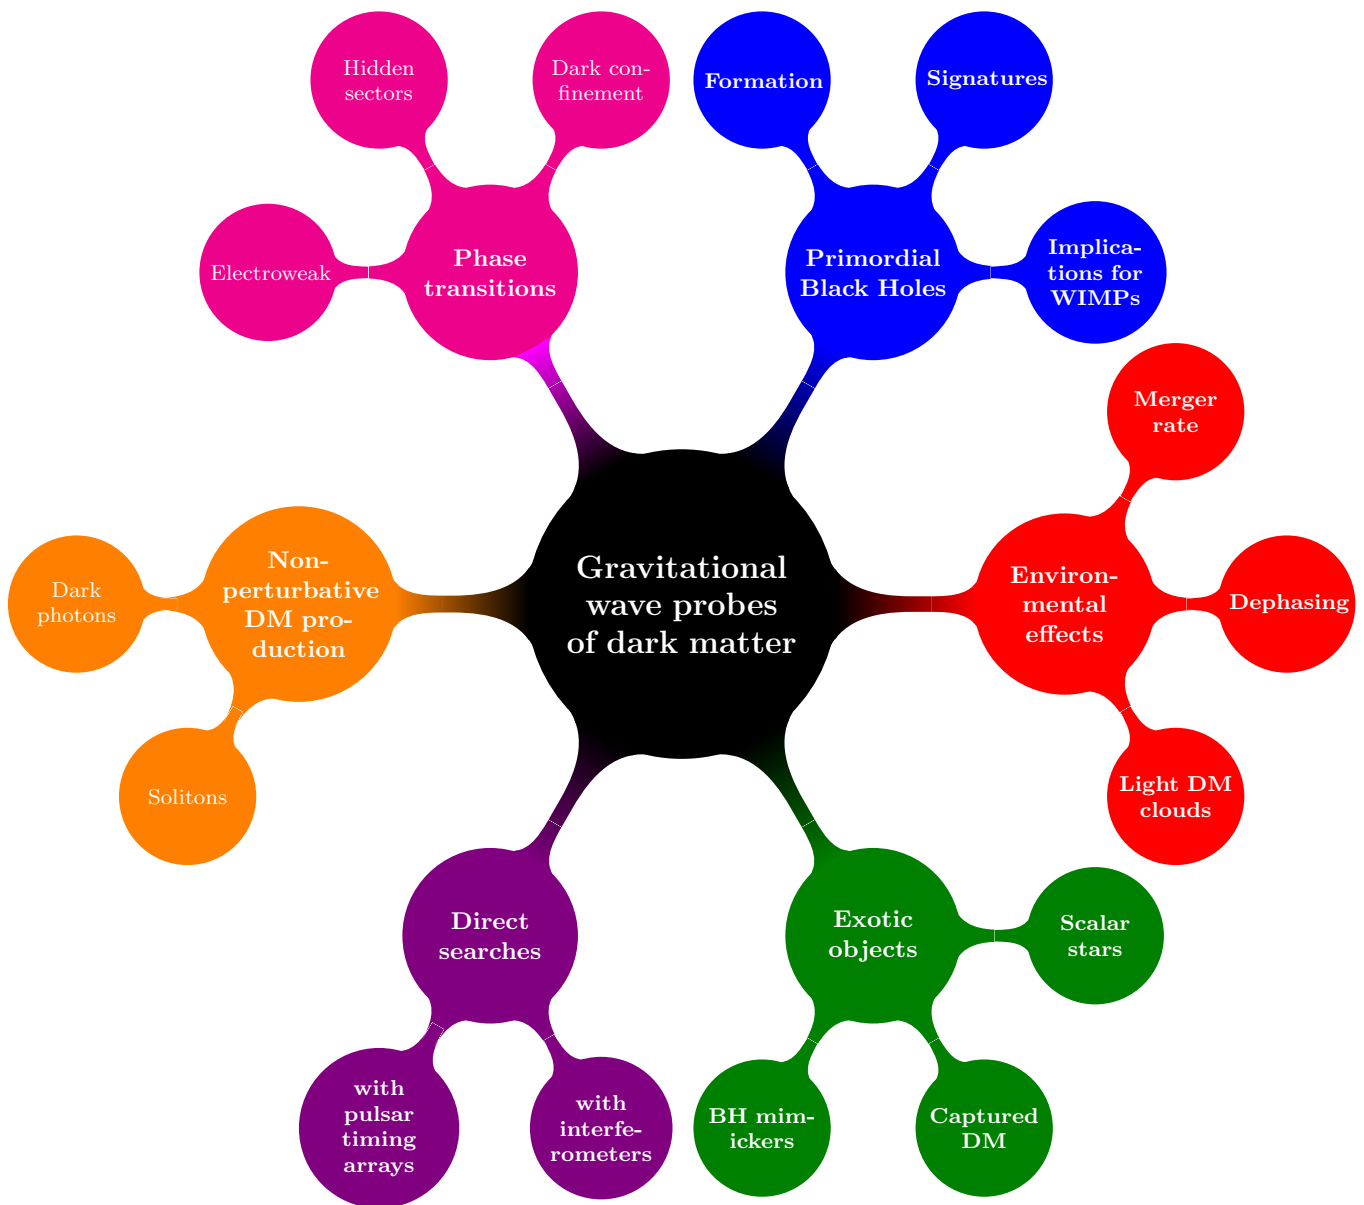 Hidden
sectors
Dark con-
finement
Formation
Signatures
Electroweak
Phase
transitions
Primordial
Black Holes
Implica-
tions for
WIMPs
Merger
rate
Dark
photons
Non-
perturbative
DM pro-
duction
Gravitational
wave probes
of dark matter
Environ-
mental
effects
Dephasing
Solitons
Light DM
clouds
Direct
searches
Exotic
objects
Scalar
stars
with
pulsar
timing
arrays
with
interfe-
rometers
BH mim-
ickers
Captured
DM